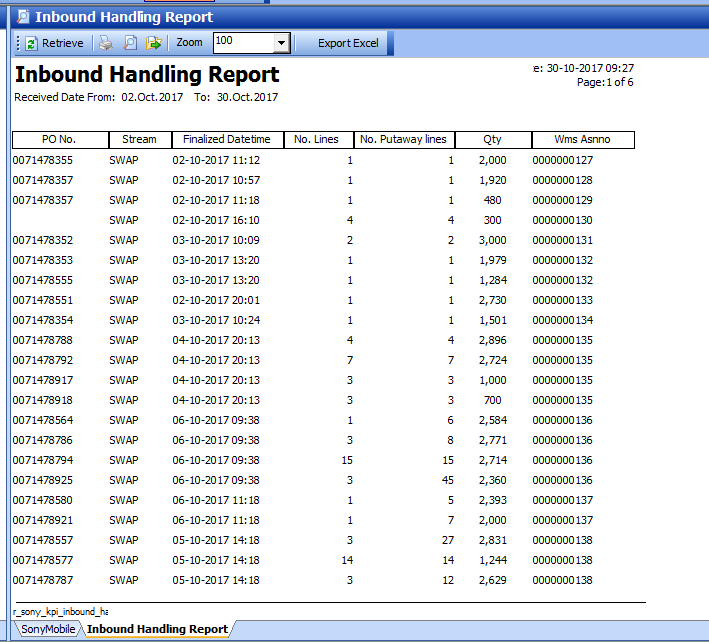 Inbound Handling Report
Retrieve Zoom 100 Export Excel
Inbound Handling Report e: 30-10-2017 09:27
Page:1 of 6
Received Date From: 02.Oct.2017 To: 30.Oct.2017
PO No. Stream Finalized Datetime No. Lines No. Putaway lines Qty Wms Asnno
0071478355 SWAP 02-10-2017 11:12 1 1 2,000 0000000127
0071478357 SWAP 02-10-2017 10:57 1 1 1,920 0000000128
0071478357 SWAP 02-10-2017 11:18 1 1 480 0000000129
SWAP 02-10-2017 16:10 4 4 300 0000000130
0071478352 SWAP 03-10-2017 10:09 2 2 3,000 0000000131
0071478353 SWAP 03-10-2017 13:20 1 1 1,979 0000000132
0071478555 SWAP 03-10-2017 13:20 1 1 1,284 0000000132
0071478551 SWAP 02-10-2017 20:01 1 1 2,730 0000000133
0071478354 SWAP 03-10-2017 10:24 1 1 1,501 0000000134
0071478788 SWAP 04-10-2017 20:13 4 4 2,896 0000000135
0071478792 SWAP 04-10-2017 20:13 7 7 2,724 0000000135
0071478917 SWAP 04-10-2017 20:13 3 3 1,000 0000000135
0071478918 SWAP 04-10-2017 20:13 3 3 700 0000000135
0071478564 SWAP 06-10-2017 09:38 1 6 2,584 0000000136
0071478786 SWAP 06-10-2017 09:38 3 8 2,771 0000000136
0071478794 SWAP 06-10-2017 09:38 15 15 2,714 0000000136
0071478925 SWAP 06-10-2017 09:38 3 45 2,360 0000000136
0071478580 SWAP 06-10-2017 11:18 1 5 2,393 0000000137
0071478921 SWAP 06-10-2017 11:18 1 7 2,000 0000000137
0071478557 SWAP 05-10-2017 14:18 3 27 2,831 0000000138
0071478577 SWAP 05-10-2017 14:18 14 14 1,244 0000000138
0071478787 SWAP 05-10-2017 14:18 3 12 2,629 0000000138
r_sony_kpi_inbound_ha
SonyMobile Inbound Handling Report